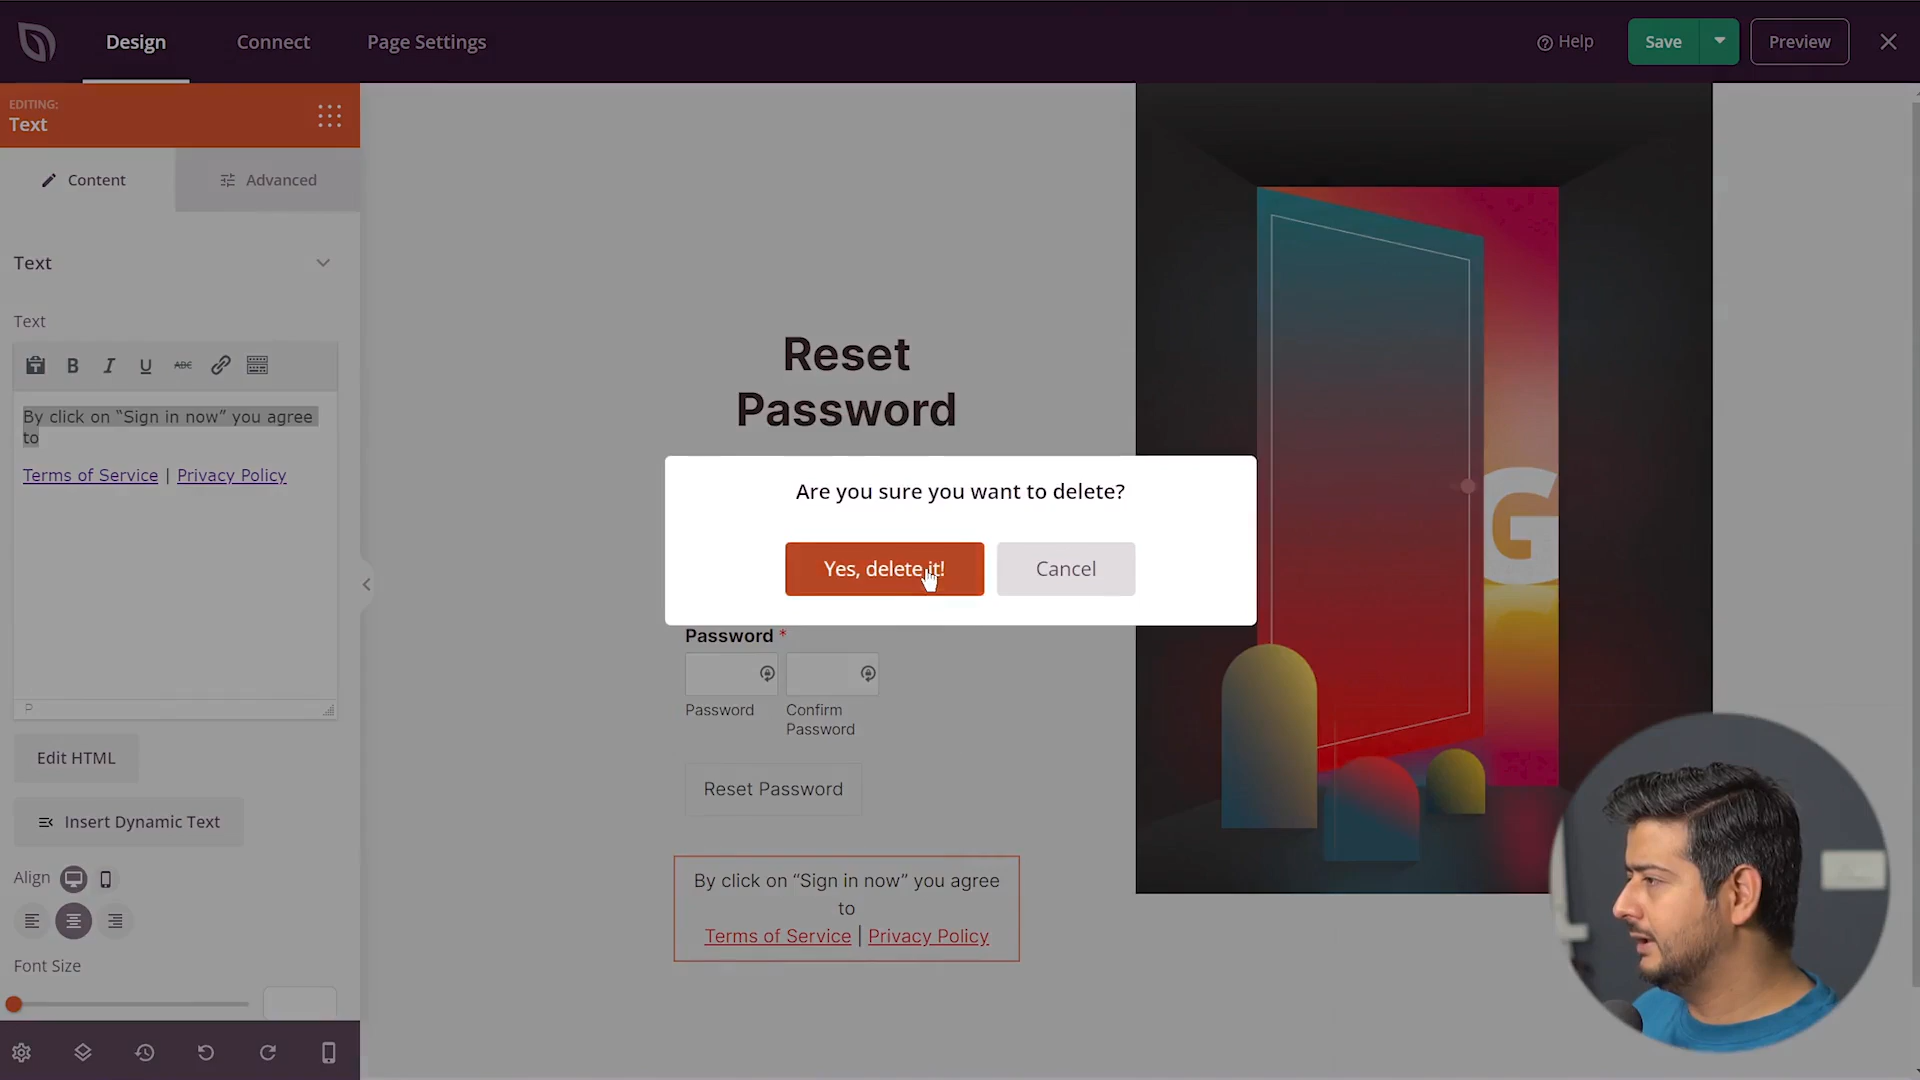 Design
Connect
Page Settings
Help
Save
Preview
EDITING:
Text
Content
Advanced
Text
Text
B I U ABC
By click on “Sign in now” you agree
to
Terms of Service | Privacy Policy
P
Edit HTML
Insert Dynamic Text
Align
Font Size
Reset
Password
Are you sure you want to delete?
Yes, delete it!
Cancel
Password *
Password
Confirm
Password
Reset Password
By click on “Sign in now” you agree
to
Terms of Service | Privacy Policy
G